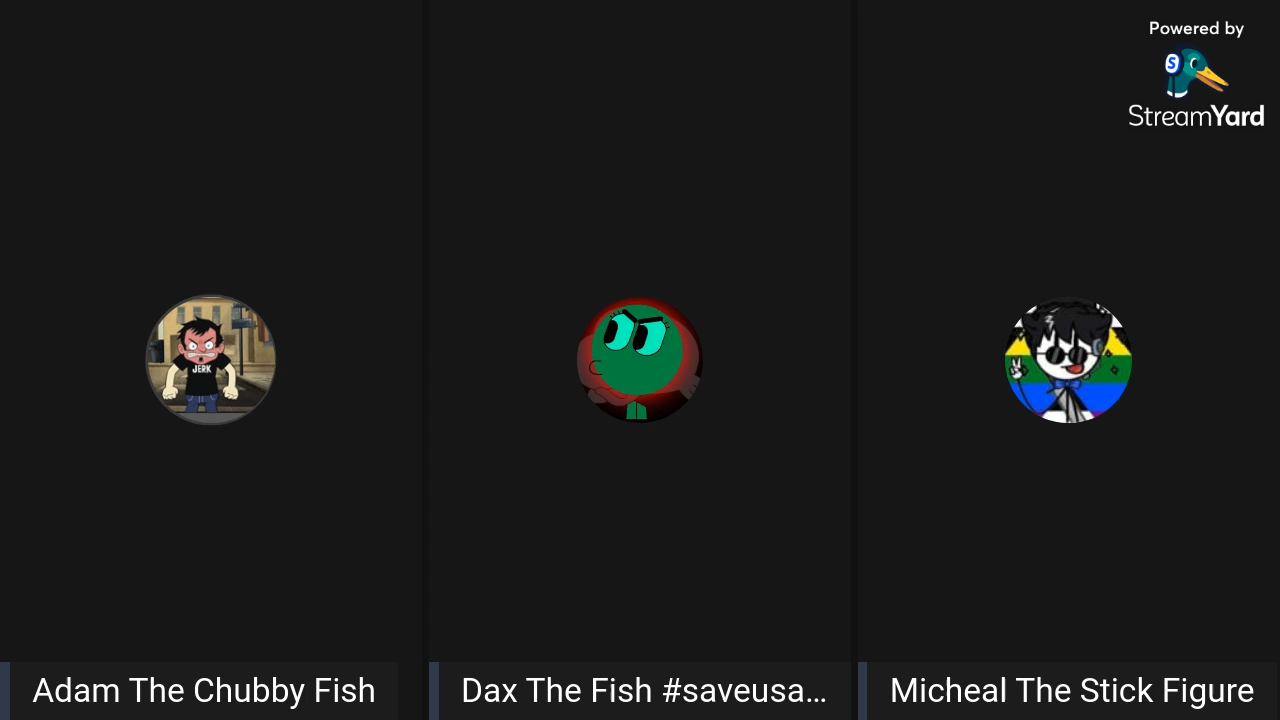 Powered by
S
StreamYard
JERK
Adam The Chubby Fish
Dax The Fish #saveusa...
Micheal The Stick Figure